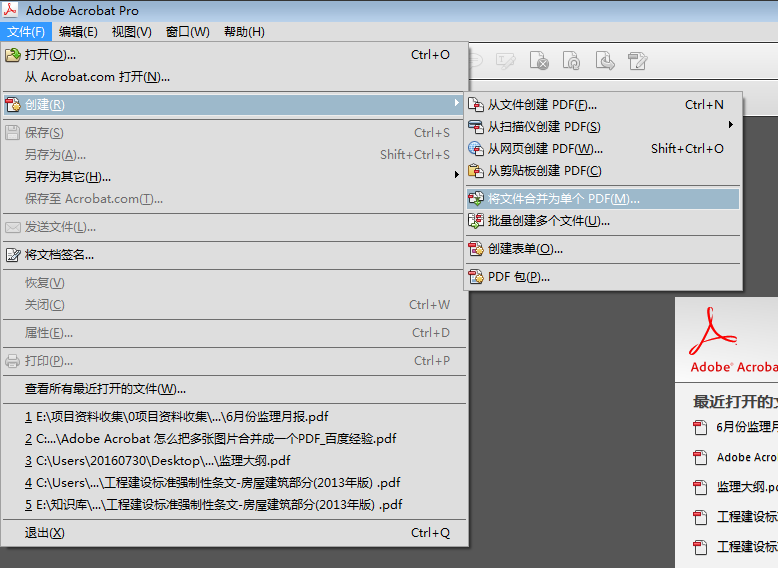 Adobe Acrobat Pro
文件(F) 编辑(E) 视图(V) 窗口(W) 帮助(H)
打开(O)... Ctrl+O
从 Acrobat.com 打开(N)...
创建(R)
保存(S) Ctrl+S
另存为(A)... Shift+Ctrl+S
另存为其它(H)...
保存至 Acrobat.com(T)...
发送文件(L)...
将文档签名...
恢复(V)
关闭(C) Ctrl+W
属性(E)... Ctrl+D
打印(P)... Ctrl+P
查看所有最近打开的文件(W)...
1 E:\项目资料收集\0项目资料收集\...\6月份监理月报.pdf
2 C:...\Adobe Acrobat 怎么把多张图片合并成一个PDF_百度经验.pdf
3 C:\Users\20160730\Desktop\...\监理大纲.pdf
4 C:\Users\...\工程建设标准强制性条文-房屋建筑部分(2013年版) .pdf
5 E:\知识库\...\工程建设标准强制性条文-房屋建筑部分(2013年版) .pdf
退出(X) Ctrl+Q
从文件创建 PDF(F)... Ctrl+N
从扫描仪创建 PDF(S)
从网页创建 PDF(W)... Shift+Ctrl+O
从剪贴板创建 PDF(C)
将文件合并为单个 PDF(M)...
批量创建多个文件(U)...
创建表单(O)...
PDF 包(P)...
Adobe® Acroba
最近打开的
6月份监理
Adobe Acro
监理大纲.p
工程建设标
工程建设标